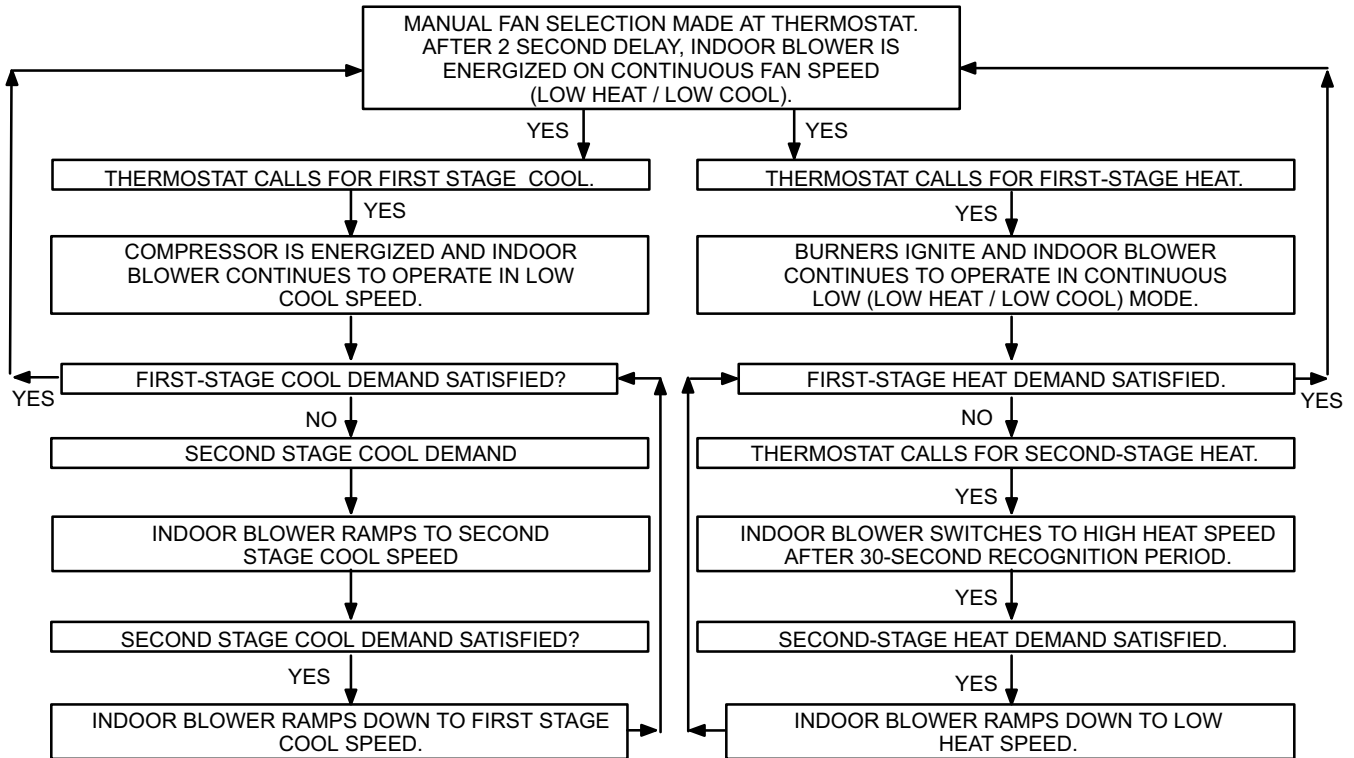 MANUAL FAN SELECTION MADE AT THERMOSTAT.
AFTER 2 SECOND DELAY, INDOOR BLOWER IS
ENERGIZED ON CONTINUOUS FAN SPEED
(LOW HEAT / LOW COOL).
YES
YES
THERMOSTAT CALLS FOR FIRST STAGE COOL.
YES
COMPRESSOR IS ENERGIZED AND INDOOR
BLOWER CONTINUES TO OPERATE IN LOW
COOL SPEED.
FIRST-STAGE COOL DEMAND SATISFIED?
YES
NO
SECOND STAGE COOL DEMAND
INDOOR BLOWER RAMPS TO SECOND
STAGE COOL SPEED
SECOND STAGE COOL DEMAND SATISFIED?
YES
INDOOR BLOWER RAMPS DOWN TO FIRST STAGE
COOL SPEED.
THERMOSTAT CALLS FOR FIRST-STAGE HEAT.
YES
BURNERS IGNITE AND INDOOR BLOWER
CONTINUES TO OPERATE IN CONTINUOUS
LOW (LOW HEAT / LOW COOL) MODE.
FIRST-STAGE HEAT DEMAND SATISFIED.
YES
NO
THERMOSTAT CALLS FOR SECOND-STAGE HEAT.
YES
INDOOR BLOWER SWITCHES TO HIGH HEAT SPEED
AFTER 30-SECOND RECOGNITION PERIOD.
YES
SECOND-STAGE HEAT DEMAND SATISFIED.
YES
INDOOR BLOWER RAMPS DOWN TO LOW
HEAT SPEED.